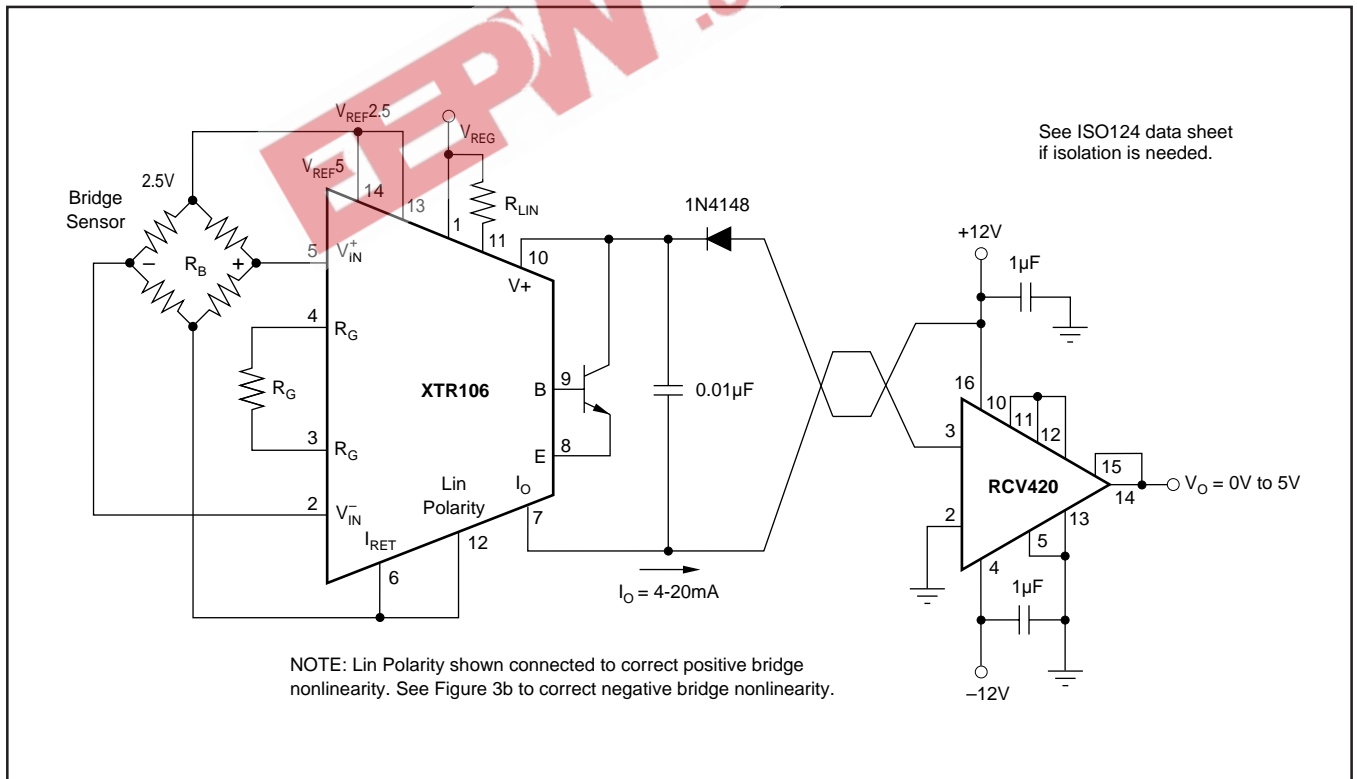 EEPW.
See ISO124 data sheet
if isolation is needed.
VREF2.5
VREG
VREF5
2.5V
Bridge
Sensor
14
13
1
RLIN
11
10
V+
1N4148
+12V
1µF
5
V+IN
– RB +
4
RG
RG
3
RG
XTR106
B
9
E
8
0.01µF
16
10
11
12
3
15
RCV420
14
VO = 0V to 5V
2
13
5
4
1µF
–12V
2
V–IN
Lin
Polarity
IO
7
IRET
12
6
IO = 4-20mA
NOTE: Lin Polarity shown connected to correct positive bridge
nonlinearity. See Figure 3b to correct negative bridge nonlinearity.